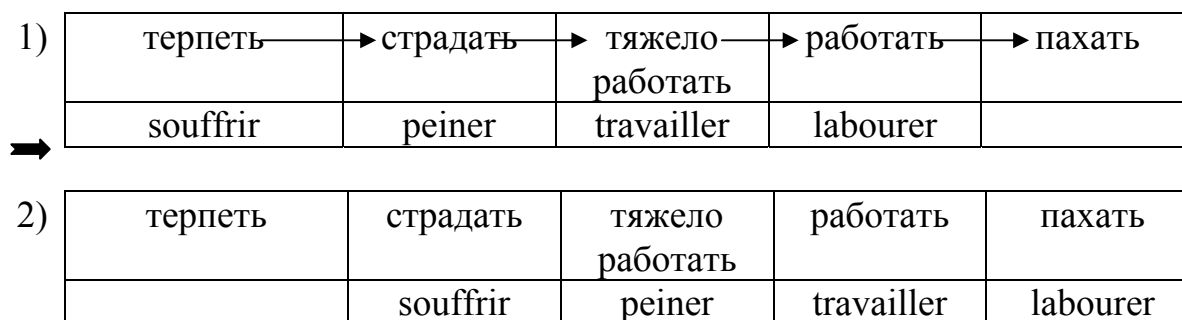 1) терпеть страдать тяжело работать пахать
работать
souffrir peiner travailler labourer
2) терпеть страдать тяжело работать пахать
работать
souffrir peiner travailler labourer